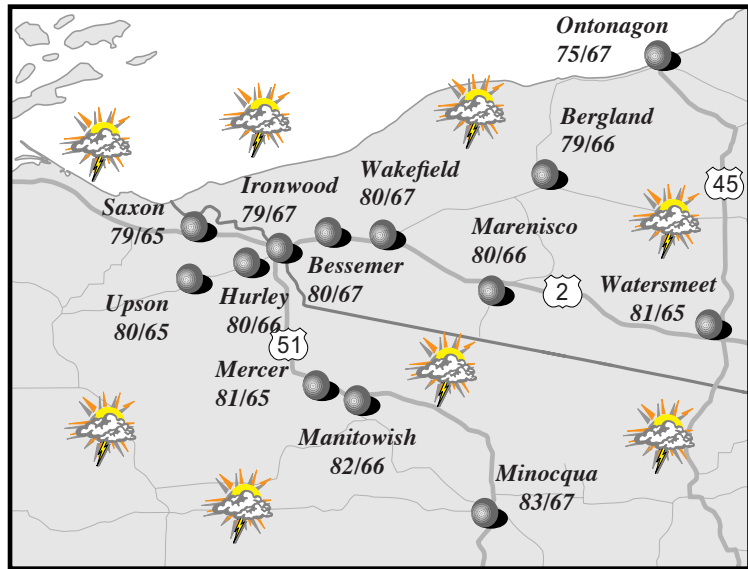 Ontonagon
75/67
Bergland
79/66
Wakefield
80/67
Ironwood
79/67
45
Saxon
79/65
Marenisco
80/66
Bessemer
80/67
Watersmeet
81/65
2
Upson
80/65
Hurley
80/66
51
Mercer
81/65
Manitowish
82/66
Minocqua
83/67